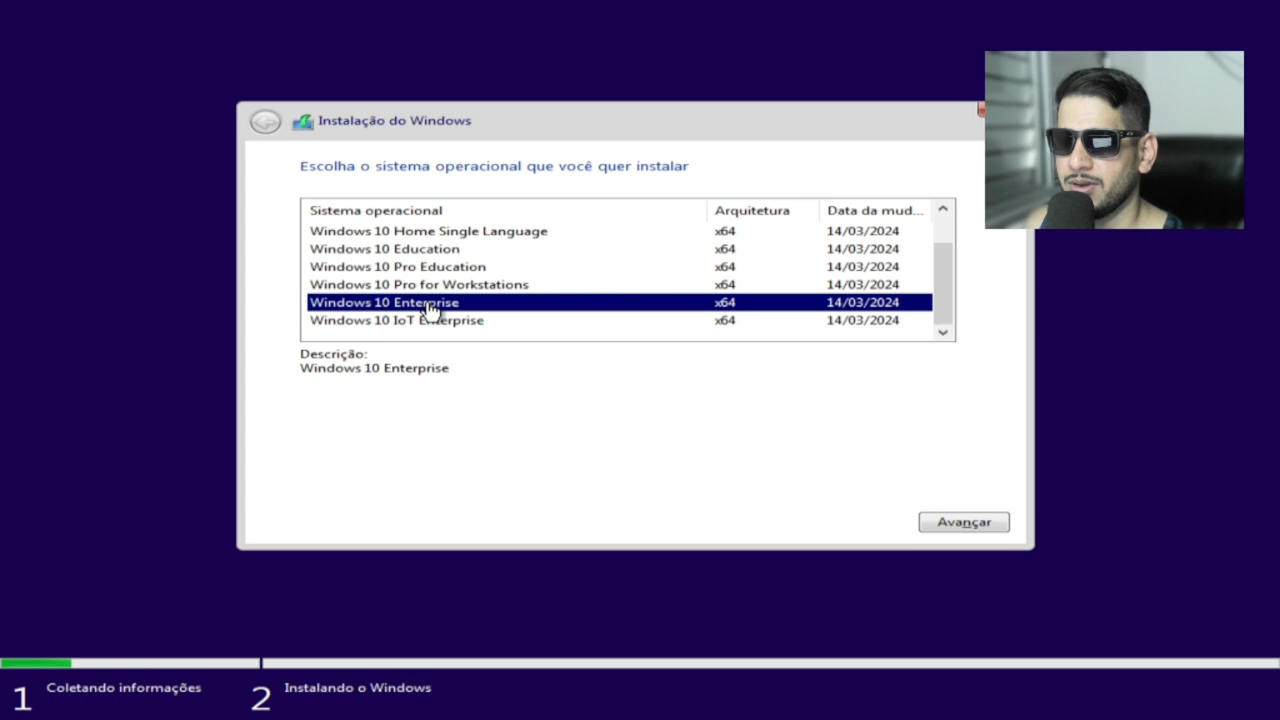 Instalação do Windows
Escolha o sistema operacional que você quer instalar
Sistema operacional Arquitetura Data da mud...
Windows 10 Home Single Language x64 14/03/2024
Windows 10 Education x64 14/03/2024
Windows 10 Pro Education x64 14/03/2024
Windows 10 Pro for Workstations x64 14/03/2024
Windows 10 Enterprise x64 14/03/2024
Windows 10 IoT Enterprise x64 14/03/2024
Descrição:
Windows 10 Enterprise
Avançar
1 Coletando informações 2 Instalando o Windows